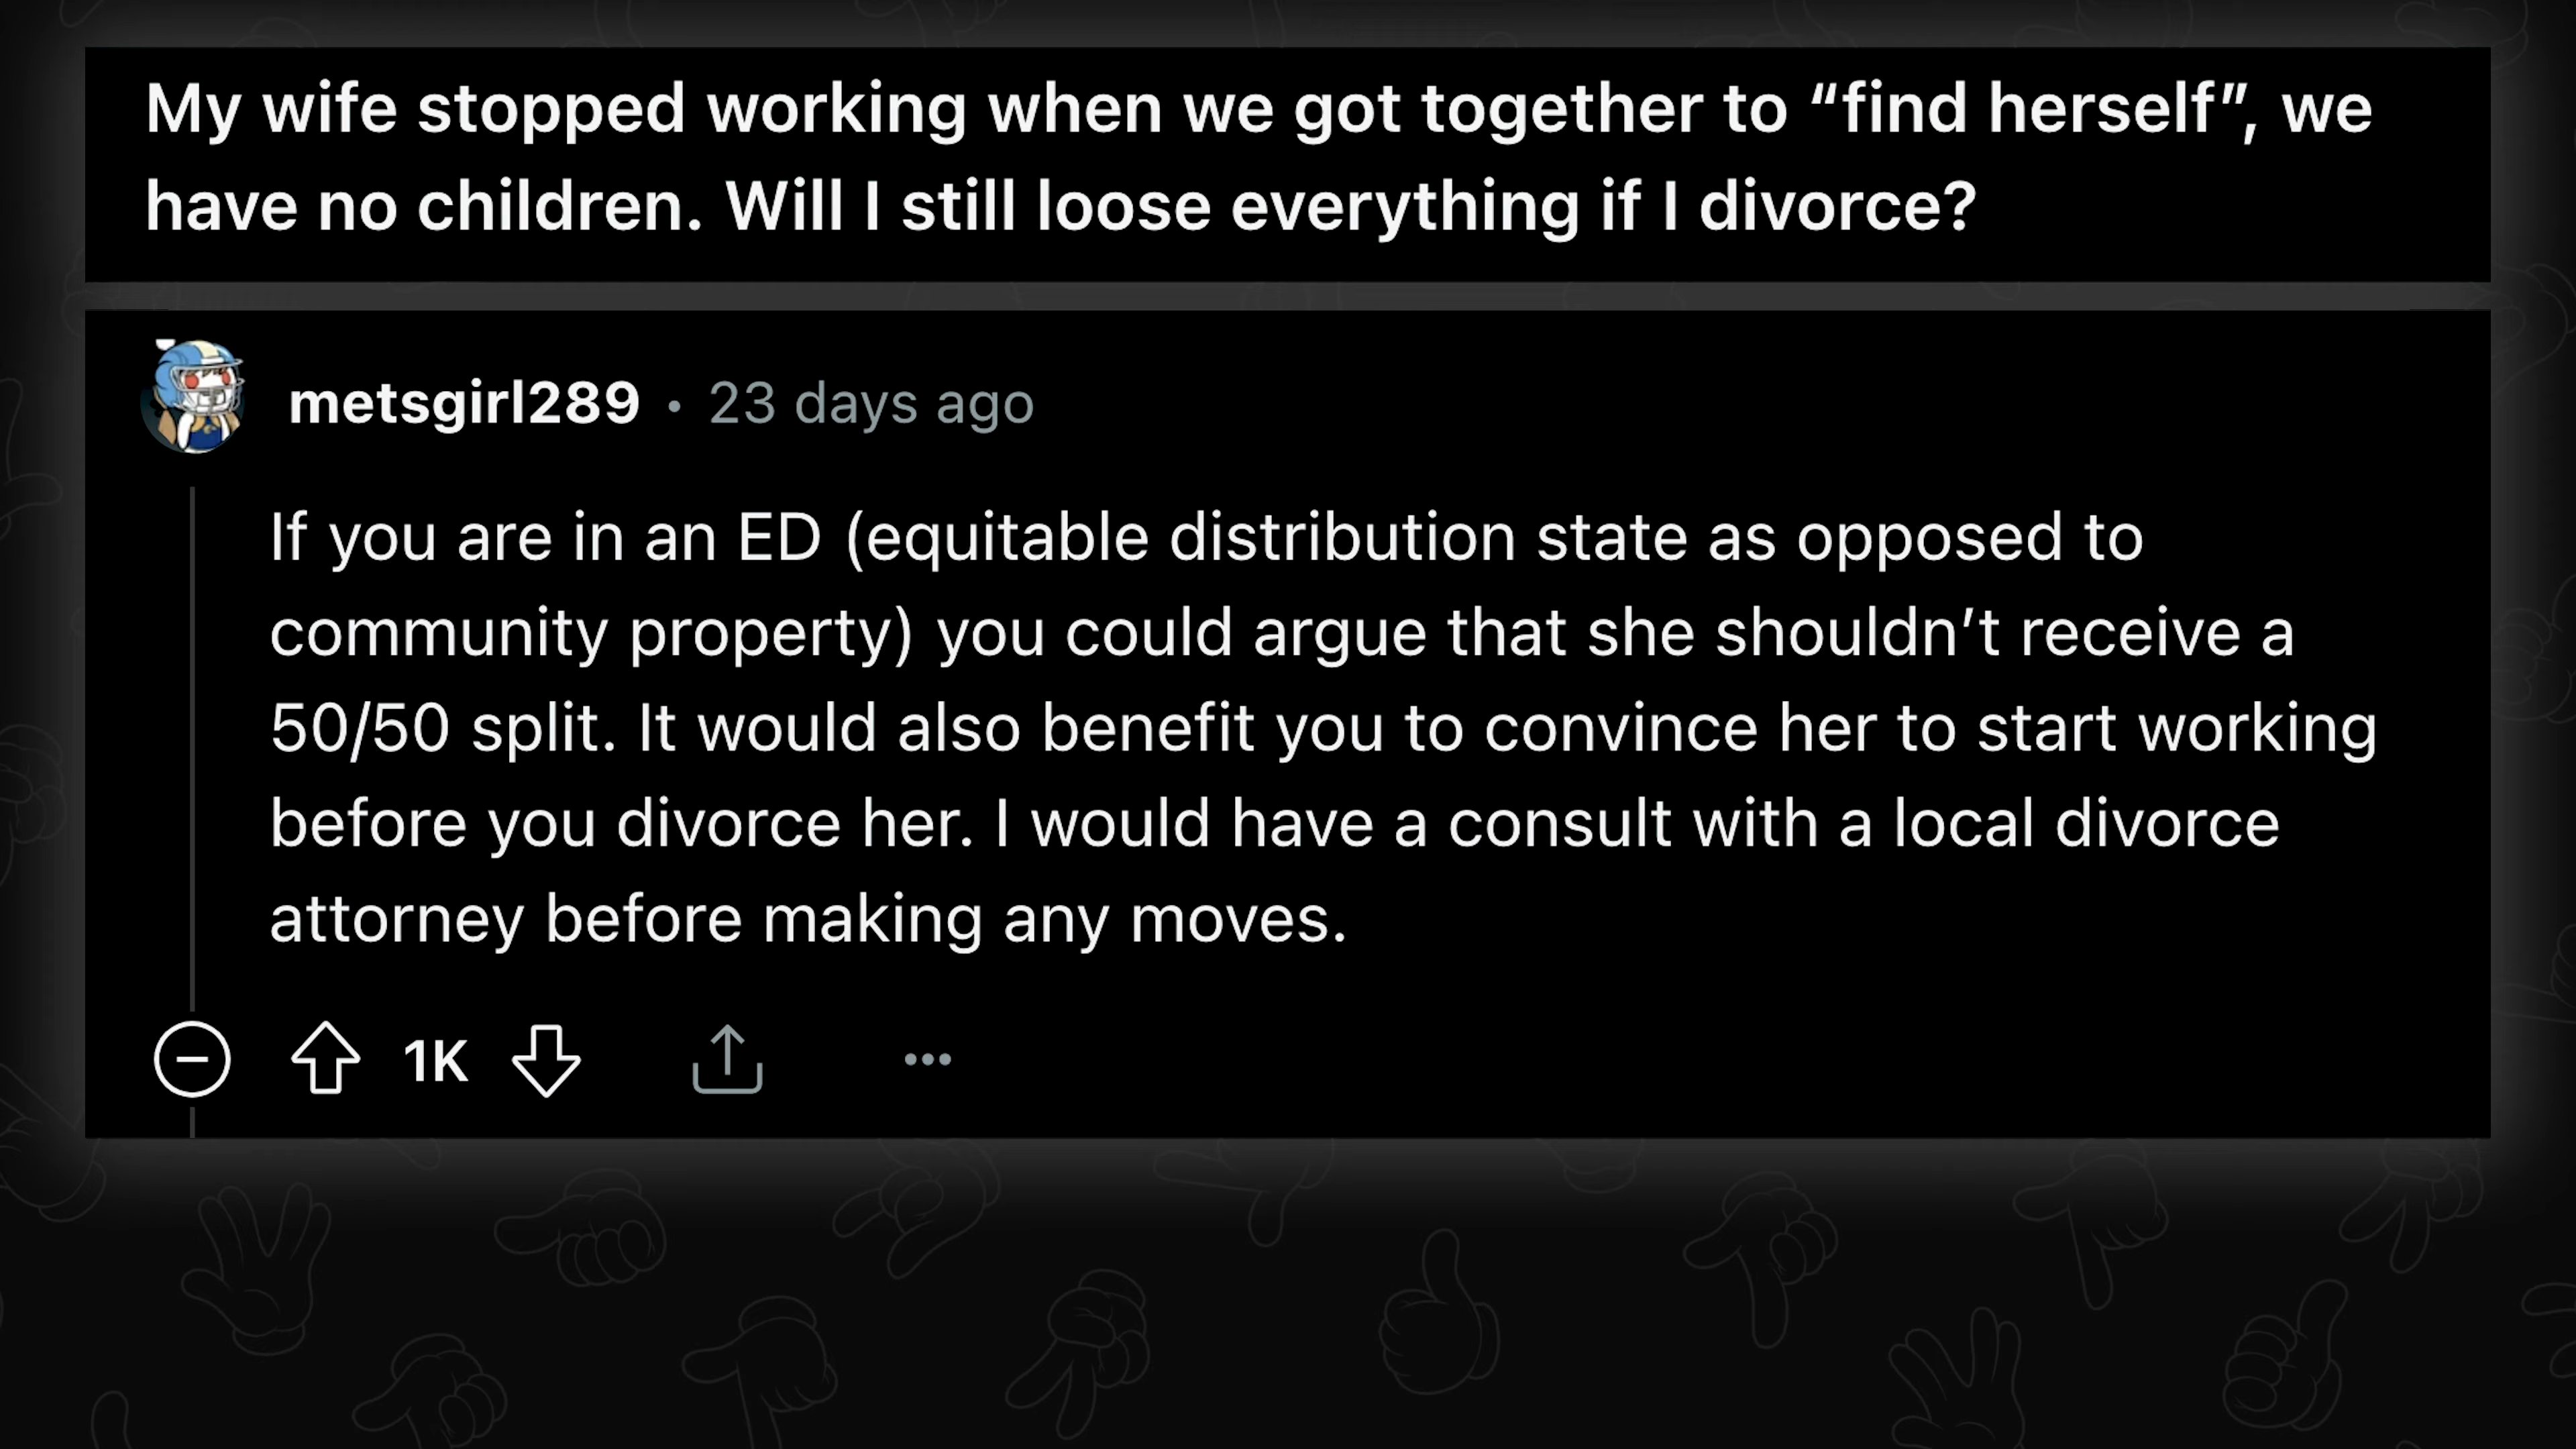 My wife stopped working when we got together to “find herself”, we
have no children. Will I still loose everything if I divorce?
metsgirl289 • 23 days ago
If you are in an ED (equitable distribution state as opposed to
community property) you could argue that she shouldn’t receive a
50/50 split. It would also benefit you to convince her to start working
before you divorce her. I would have a consult with a local divorce
attorney before making any moves.
1K